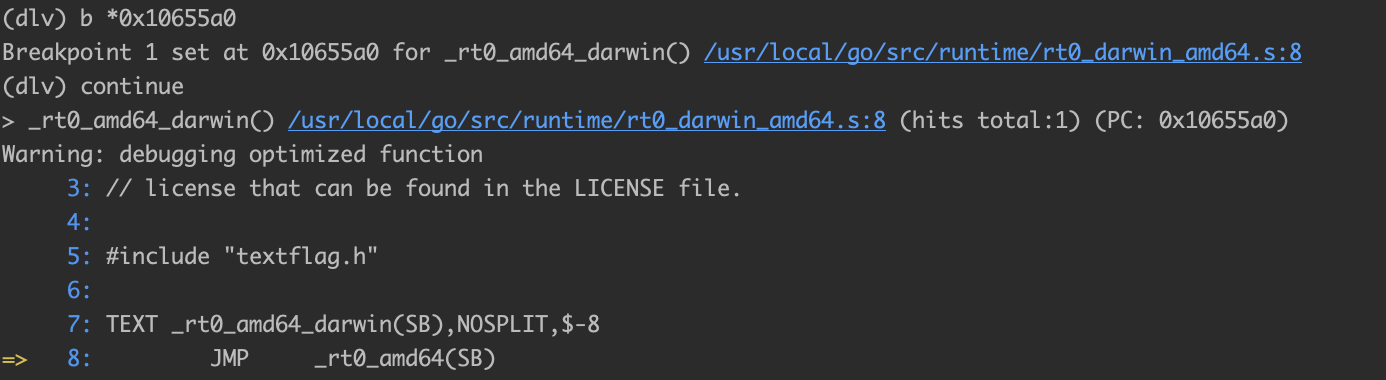 (dlv) b *0x10655a0
Breakpoint 1 set at 0x10655a0 for _rt0_amd64_darwin() /usr/local/go/src/runtime/rt0_darwin_amd64.s:8
(dlv) continue
> _rt0_amd64_darwin() /usr/local/go/src/runtime/rt0_darwin_amd64.s:8 (hits total:1) (PC: 0x10655a0)
Warning: debugging optimized function
     3: // license that can be found in the LICENSE file.
     4:
     5: #include "textflag.h"
     6:
     7: TEXT _rt0_amd64_darwin(SB),NOSPLIT,$-8
=>   8:         JMP     _rt0_amd64(SB)